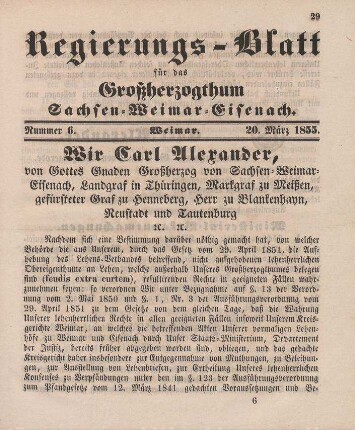 29
Regierungs-Blatt
für das
Großherzogthum
Sachsen-Weimar-Eisenach.
Nummer 6. Weimar. 20. März 1855.
Wir Carl Alexander,
von Gottes Gnaden Großherzog von Sachsen-Weimar-
Eisenach, Landgraf in Thüringen, Markgraf zu Meißen,
gefürsteter Graf zu Henneberg, Herr zu Blankenhayn,
Neustadt und Tautenburg
ꝛc. ꝛc.
Nachdem sich eine Bestimmung darüber nöthig gemacht hat, von welcher
Behörde die aus Unserem, durch das Gesetz vom 29. April 1851, die Auf-
hebung des Lehens-Verbandes betreffend, nicht aufgehobenen lehenherrlichen
Obereigenthume an Lehen, welche außerhalb Unseres Großherzogthumes belegen
sind (feudis extra curtem), fließenden Rechte in geeigneten Fällen wahrzu-
nehmen seyen: so verordnen Wir unter Bezugnahme auf §. 13 der Verord-
nung vom 2. Mai 1850 und §. 1, Nr. 3 der Ausführungsverordnung vom
29. April 1851 zu dem Gesetze von dem gleichen Tage, daß die Wahrung
Unserer lehenherrlichen Rechte in allen geeigneten Fällen insoweit Unserem Kreis-
gerichte Weimar, an welches die betreffenden Akten Unserer vormaligen Lehen-
höfe zu Weimar und Eisenach durch Unser Staats-Ministerium, Departement
der Justiz, bereits früher abgegeben worden sind, obliegen, und das gedachte
Kreisgericht daher insbesondere zur Entgegennahme von Muthungen, zu Beleihun-
gen, zur Ausstellung von Lehenbriefen, zur Ertheilung Unseres lehenherrlichen
Konsenses zu Verpfändungen unter den im §. 123 der Ausführungsverordnung
zum Pfandgesetze vom 12. März 1841 gedachten Voraussetzungen und Be-
6